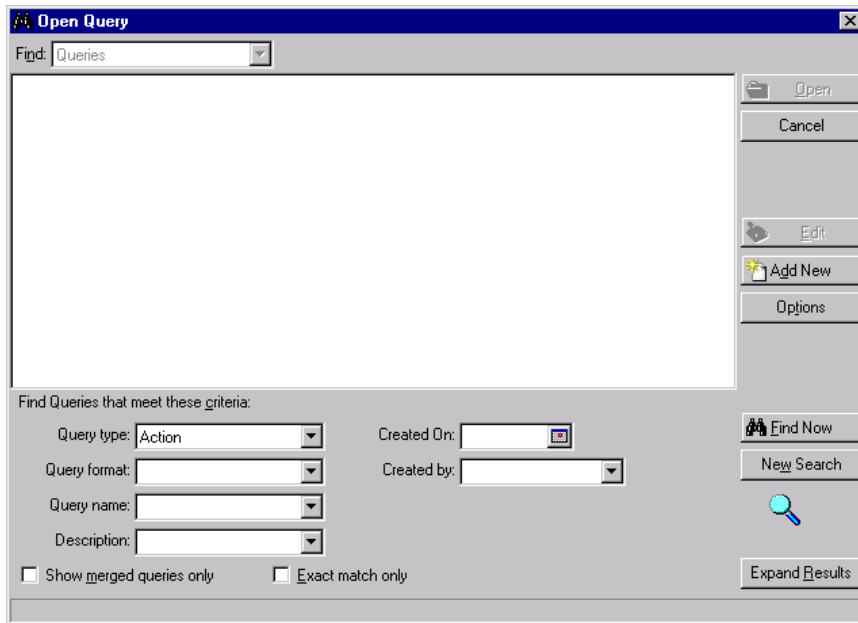 Open Query
Find: Queries
Open
Cancel
Edit
Add New
Options
Find Queries that meet these criteria:
Query type: Action
Created On:
Find Now
Query format:
Created by:
New Search
Query name:
Description:
Show merged queries only
Exact match only
Expand Results